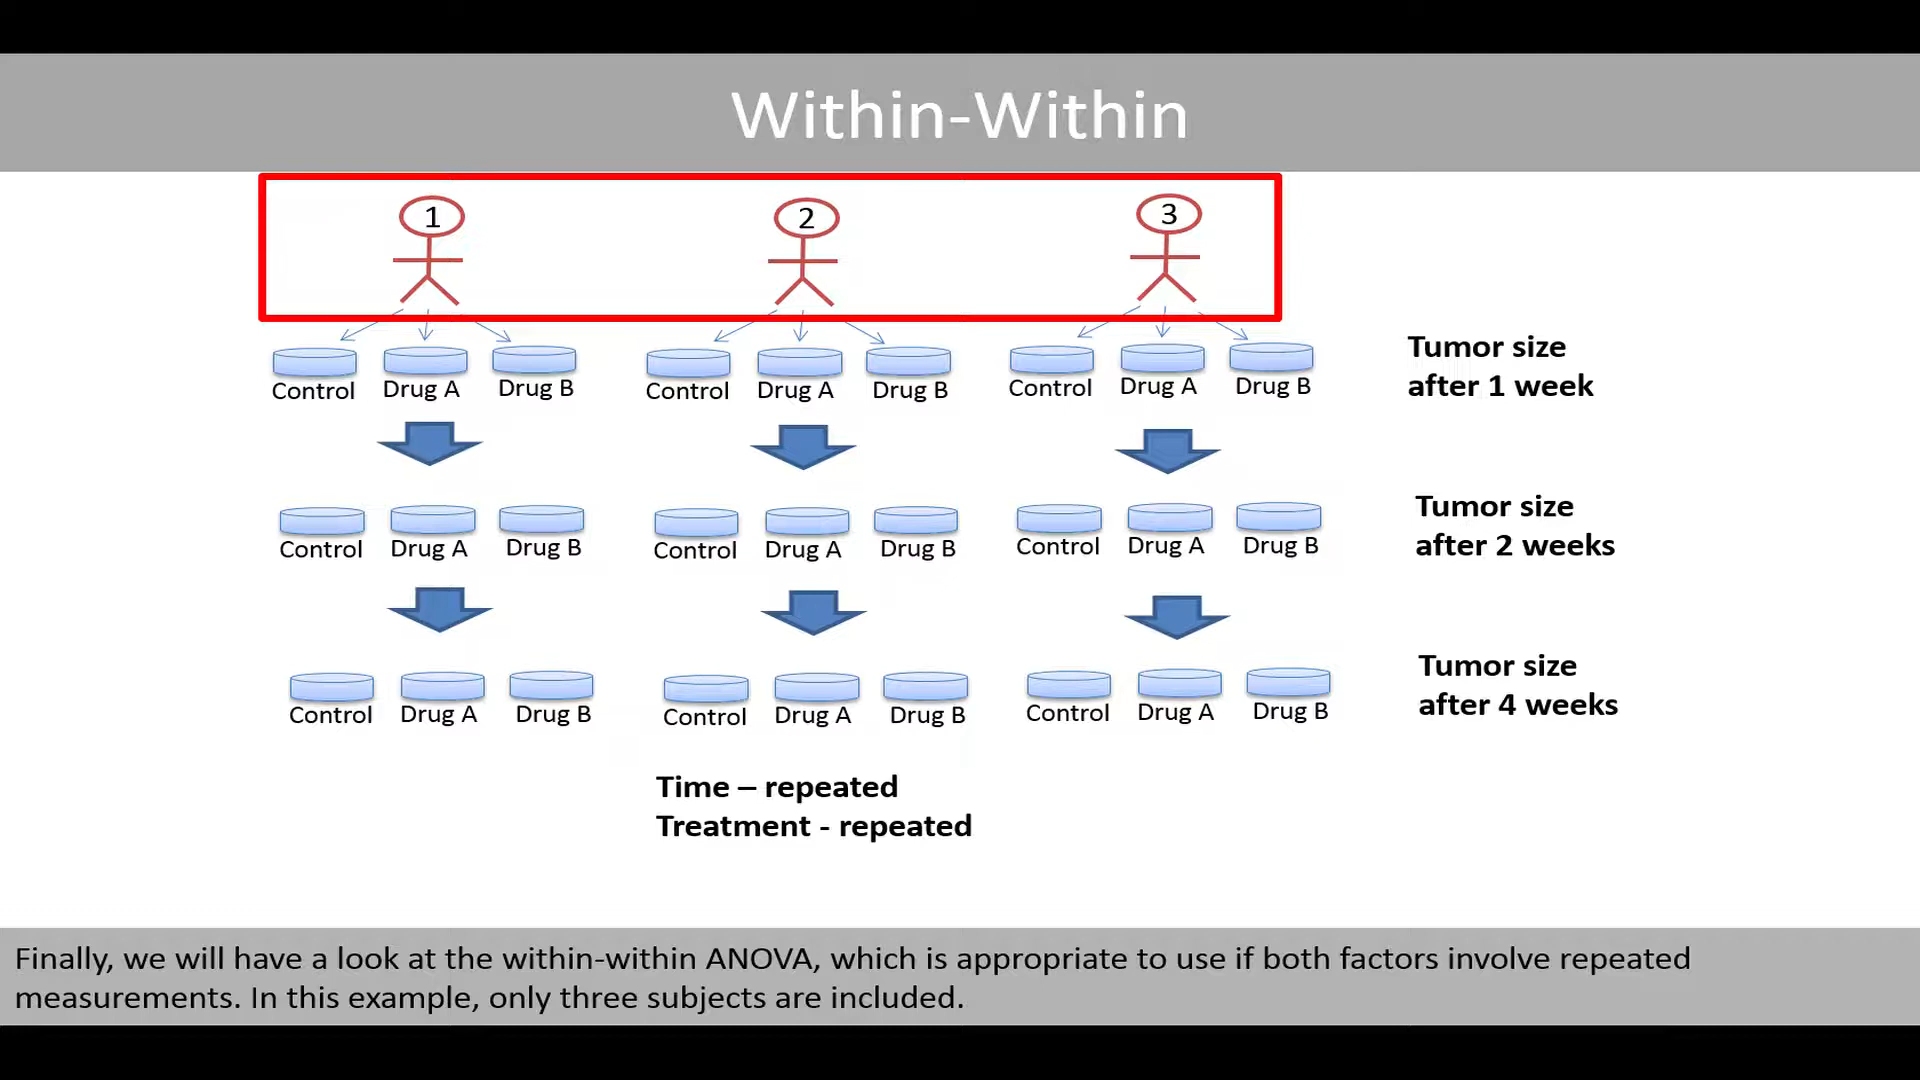 Within-Within
1 2 3
Control Drug A Drug B Control Drug A Drug B Control Drug A Drug B
Tumor size
after 1 week
Control Drug A Drug B Control Drug A Drug B Control Drug A Drug B
Tumor size
after 2 weeks
Control Drug A Drug B Control Drug A Drug B Control Drug A Drug B
Tumor size
after 4 weeks
Time – repeated
Treatment - repeated
Finally, we will have a look at the within-within ANOVA, which is appropriate to use if both factors involve repeated
measurements. In this example, only three subjects are included.